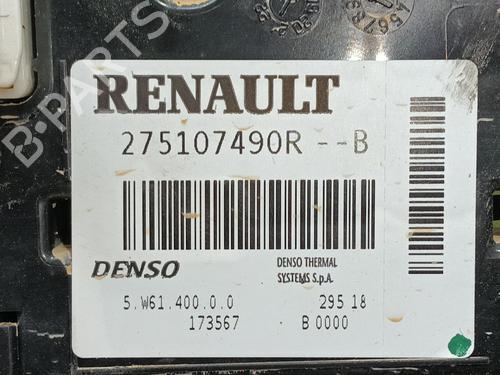 RENAULT
275107490R --B
DENSO
DENSO THERMAL
SYSTEMS S.p.A.
5.W61.400.0.0
295 18
173567
B 0000
B-PARTS